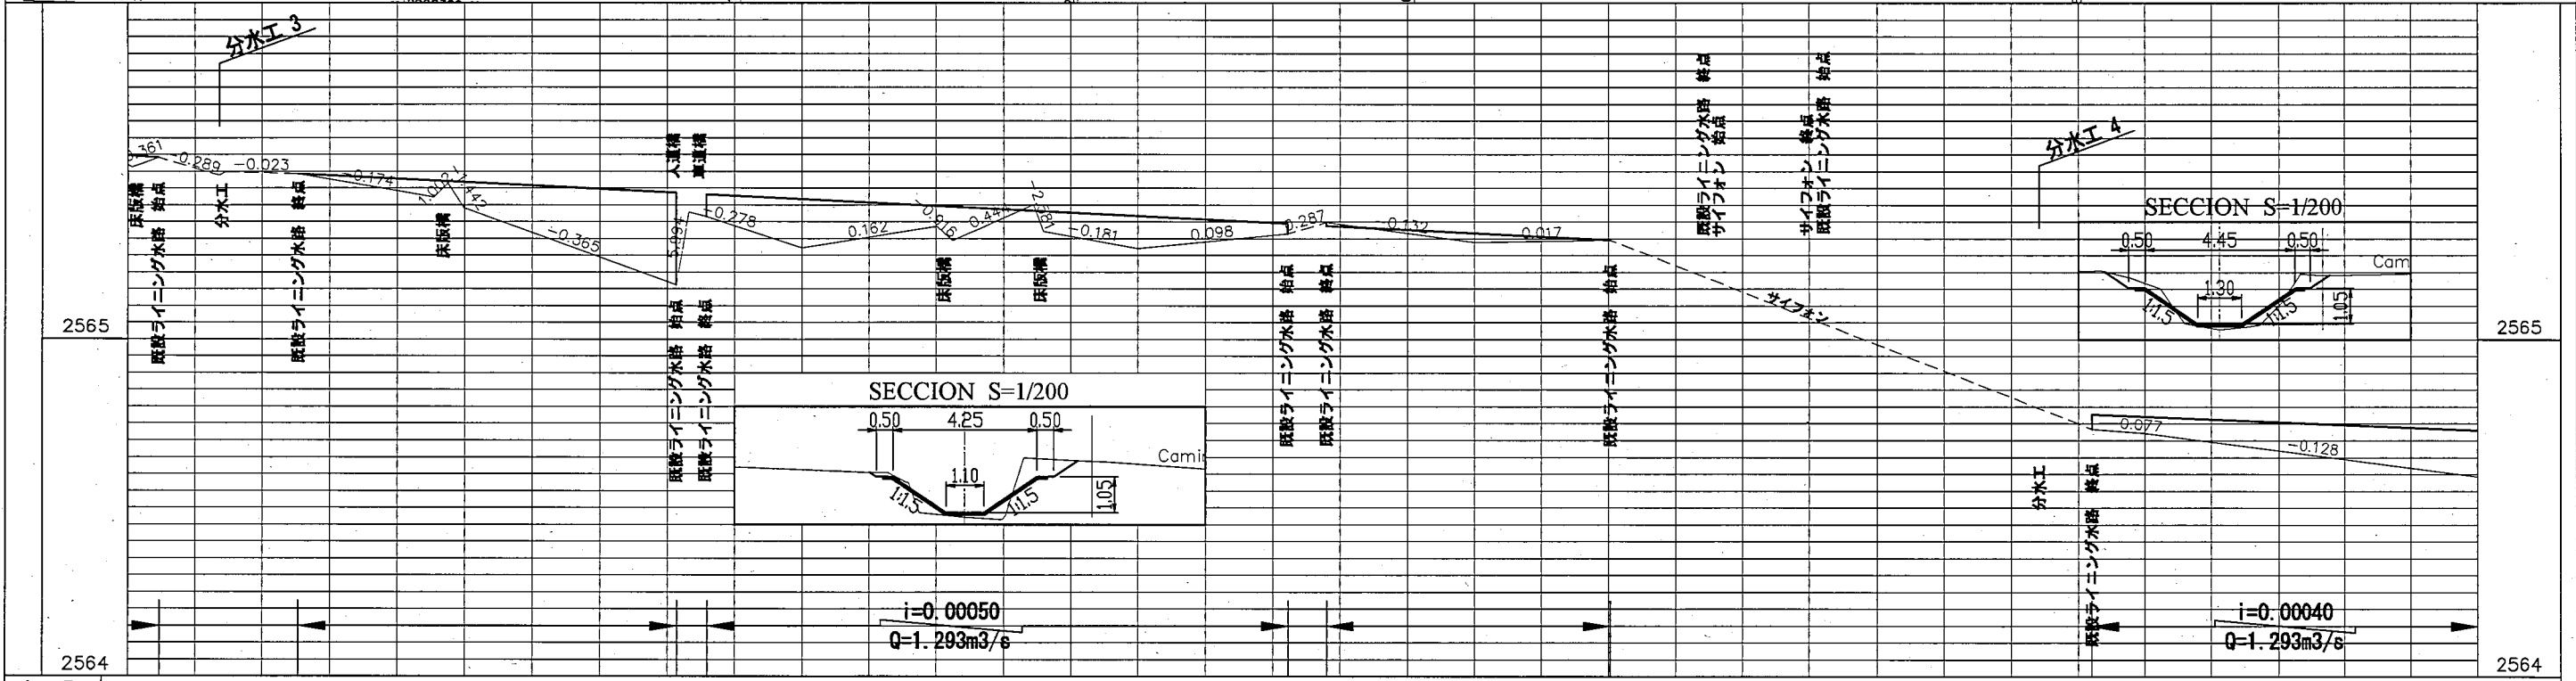 分水工 3
.361
-0.289
-0.023
-0.174
-0.365
-0.278
0.162
-0.916
0.444
-2.581
-0.181
0.098
0.287
-0.132
0.017
人道橋
車道橋
床版橋
既設ライニング水路 始点
分水工
既設ライニング水路 終点
床版橋
既設ライニング水路 始点
既設ライニング水路 終点
床版橋
床版橋
既設ライニング水路 始点
既設ライニング水路 終点
既設ライニング水路 始点
既設ライニング水路 終点
サイフォン 始点
サイフォン 終点
既設ライニング水路 始点
サイフォン
分水工 4
SECCION S=1/200
0.50 4.45 0.50
Cam
1.30
1:1.5
1:1.5
1.05
2565
2565
SECCION S=1/200
0.50 4.25 0.50
Cami
1.10
1:1.5
1:1.5
1.05
0.077
-0.128
分水工
既設ライニング水路 終点
i=0.00050
Q=1.293m3/s
i=0.00040
Q=1.293m3/s
2564
2564